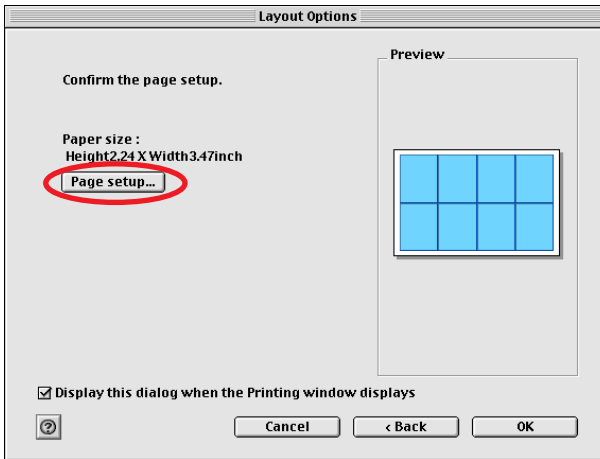 Layout Options
Confirm the page setup.
Paper size :
Height2.24 X Width3.47inch
Page setup...
Preview
Display this dialog when the Printing window displays
?
Cancel
< Back
OK